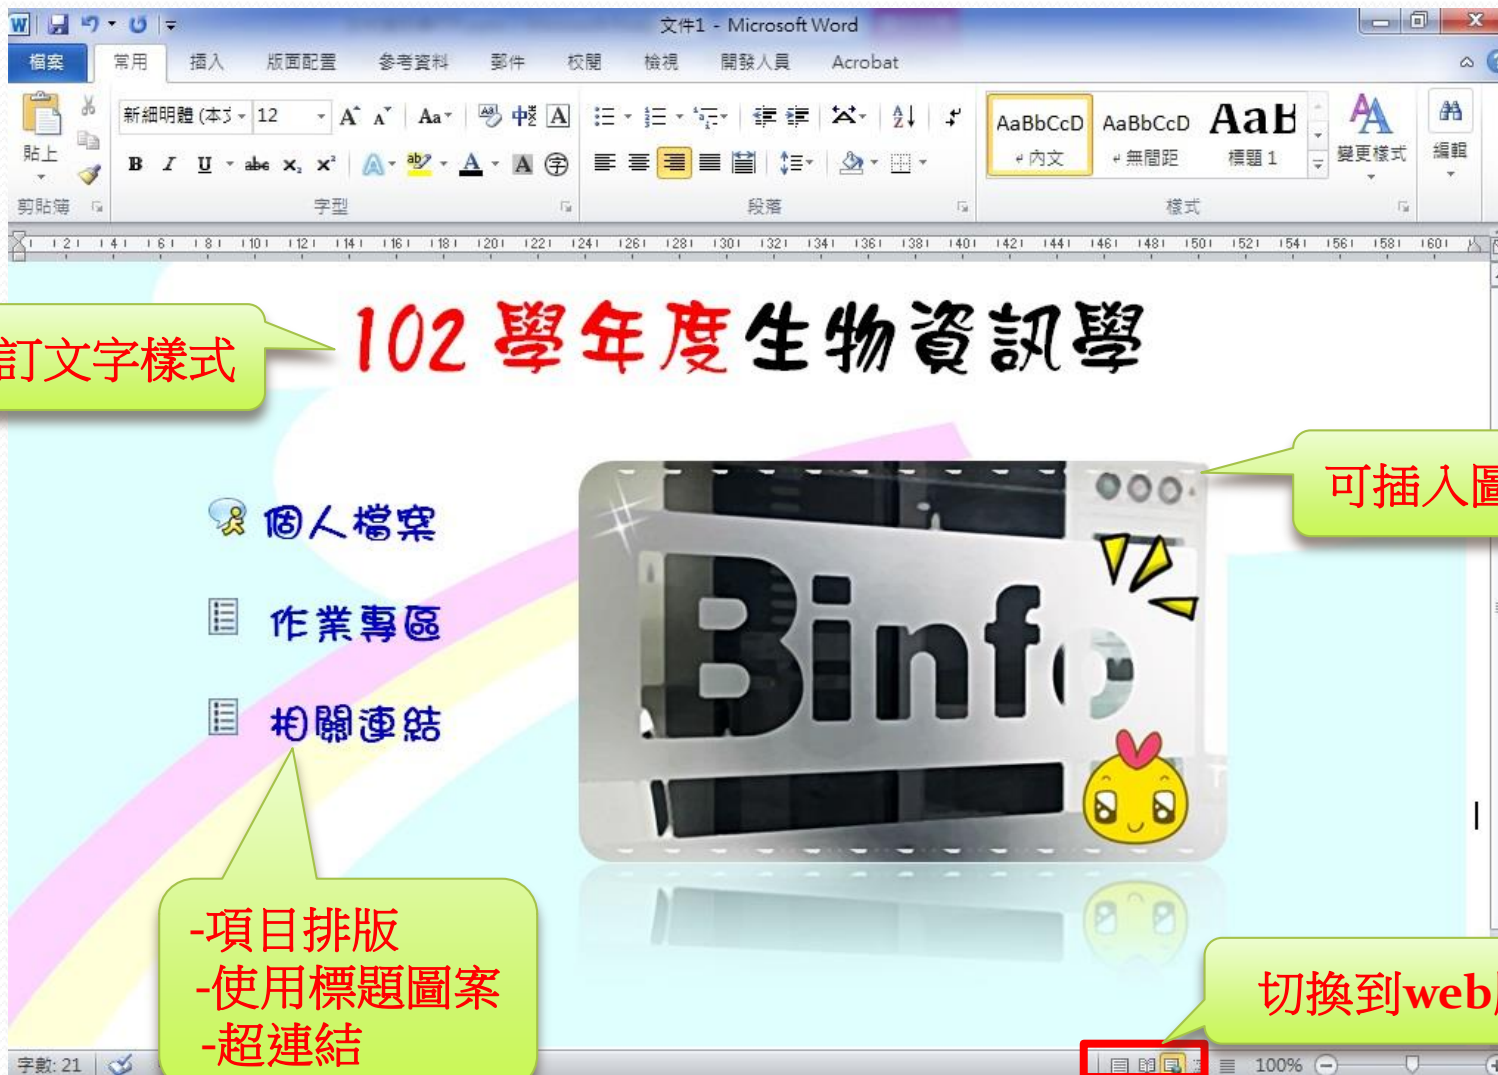 文件1 - Microsoft Word
檔案 常用 插入 版面配置 參考資料 郵件 校閱 檢視 開發人員 Acrobat
新細明體 (本文 12
貼上
AaBbCcD AaBbCcD AaB
內文 無間距 標題 1 變更樣式 編輯
剪貼簿 字型 段落 樣式
102 學年度生物資訊學
訂文字樣式
可插入圖
個人檔案
作業專區
相關連結
Binfo
-項目排版
-使用標題圖案
-超連結
切換到web
字數: 21 100%